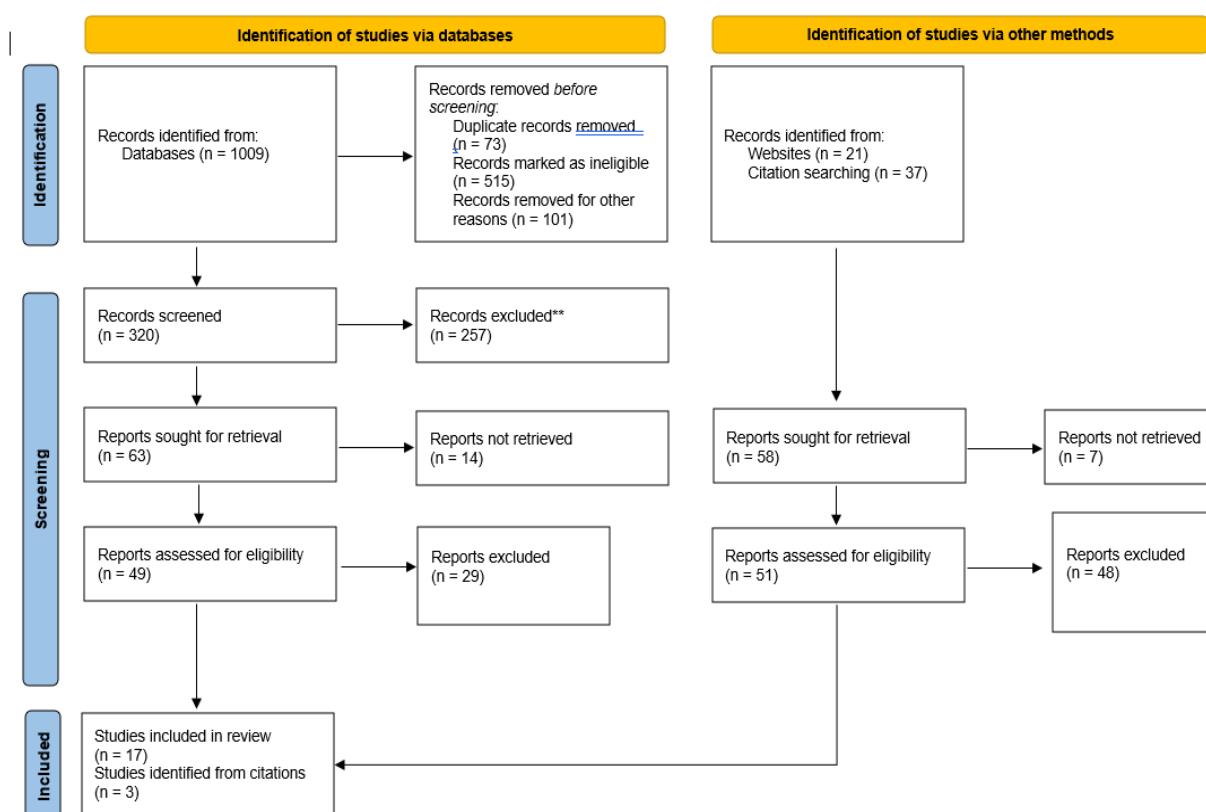 Identification of studies via databases
Identification of studies via other methods
Identification
Records identified from:
Databases (n = 1009)
Records removed before
screening:
Duplicate records removed
(n = 73)
Records marked as ineligible
(n = 515)
Records removed for other
reasons (n = 101)
Records identified from:
Websites (n = 21)
Citation searching (n = 37)
Screening
Records screened
(n = 320)
Records excluded**
(n = 257)
Reports sought for retrieval
(n = 63)
Reports not retrieved
(n = 14)
Reports sought for retrieval
(n = 58)
Reports not retrieved
(n = 7)
Reports assessed for eligibility
(n = 49)
Reports excluded
(n = 29)
Reports assessed for eligibility
(n = 51)
Reports excluded
(n = 48)
Included
Studies included in review
(n = 17)
Studies identified from citations
(n = 3)